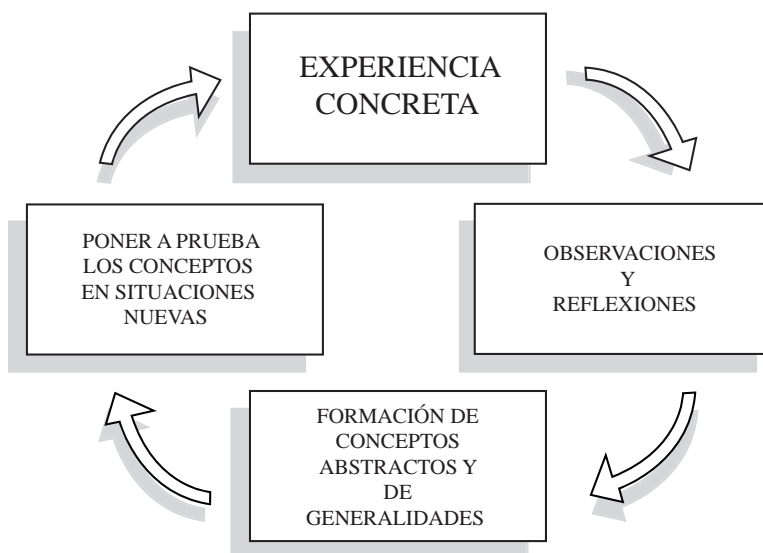 EXPERIENCIA
CONCRETA
OBSERVACIONES
Y
REFLEXIONES
FORMACIÓN DE
CONCEPTOS
ABSTRACTOS Y
DE
GENERALIDADES
PONER A PRUEBA
LOS CONCEPTOS
EN SITUACIONES
NUEVAS